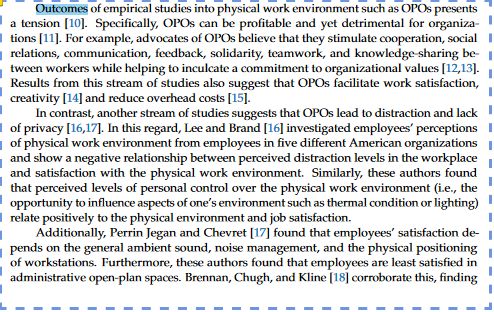 Outcomes of empirical studies into physical work environment such as OPOs presents
a tension [10]. Specifically, OPOs can be profitable and yet detrimental for organiza-
tions [11]. For example, advocates of OPOs believe that they stimulate cooperation, social
relations, communication, feedback, solidarity, teamwork, and knowledge-sharing be-
tween workers while helping to inculcate a commitment to organizational values [12,13].
Results from this stream of studies also suggest that OPOs facilitate work satisfaction,
creativity [14] and reduce overhead costs [15].
In contrast, another stream of studies suggests that OPOs lead to distraction and lack
of privacy [16,17]. In this regard, Lee and Brand [16] investigated employees' perceptions
of physical work environment from employees in five different American organizations
and show a negative relationship between perceived distraction levels in the workplace
and satisfaction with the physical work environment. Similarly, these authors found
that perceived levels of personal control over the physical work environment (i.e., the
opportunity to influence aspects of one's environment such as thermal condition or lighting)
relate positively to the physical environment and job satisfaction.
Additionally, Perrin Jegan and Chevret [17] found that employees' satisfaction de-
pends on the general ambient sound, noise management, and the physical positioning
of workstations. Furthermore, these authors found that employees are least satisfied in
administrative open-plan spaces. Brennan, Chugh, and Kline [18] corroborate this, finding